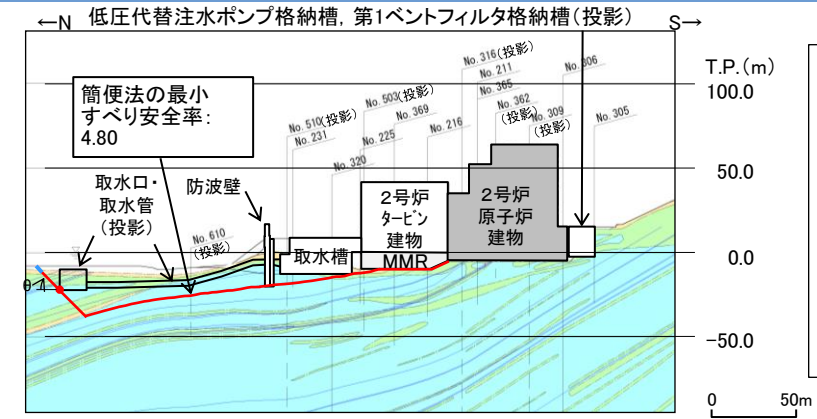 ←N 低圧代替注水ポンプ格納槽，第1ベントフィルタ格納槽(投影) S→
T.P.(m)
100.0
50.0
0.0
−50.0
簡便法の最小
すべり安全率：
4.80
No. 316(投影)
No. 211
No. 365
No. 306
No. 503(投影)
No. 369
No. 362
(投影)
No. 309
(投影)
No. 305
No. 510(投影)
No. 231
No. 225
No. 216
No. 320
取水口・
取水管
(投影)
防波壁
No. 610
(投影)
取水槽
2号炉
タービン
建物
MMR
2号炉
原子炉
建物
0 50m